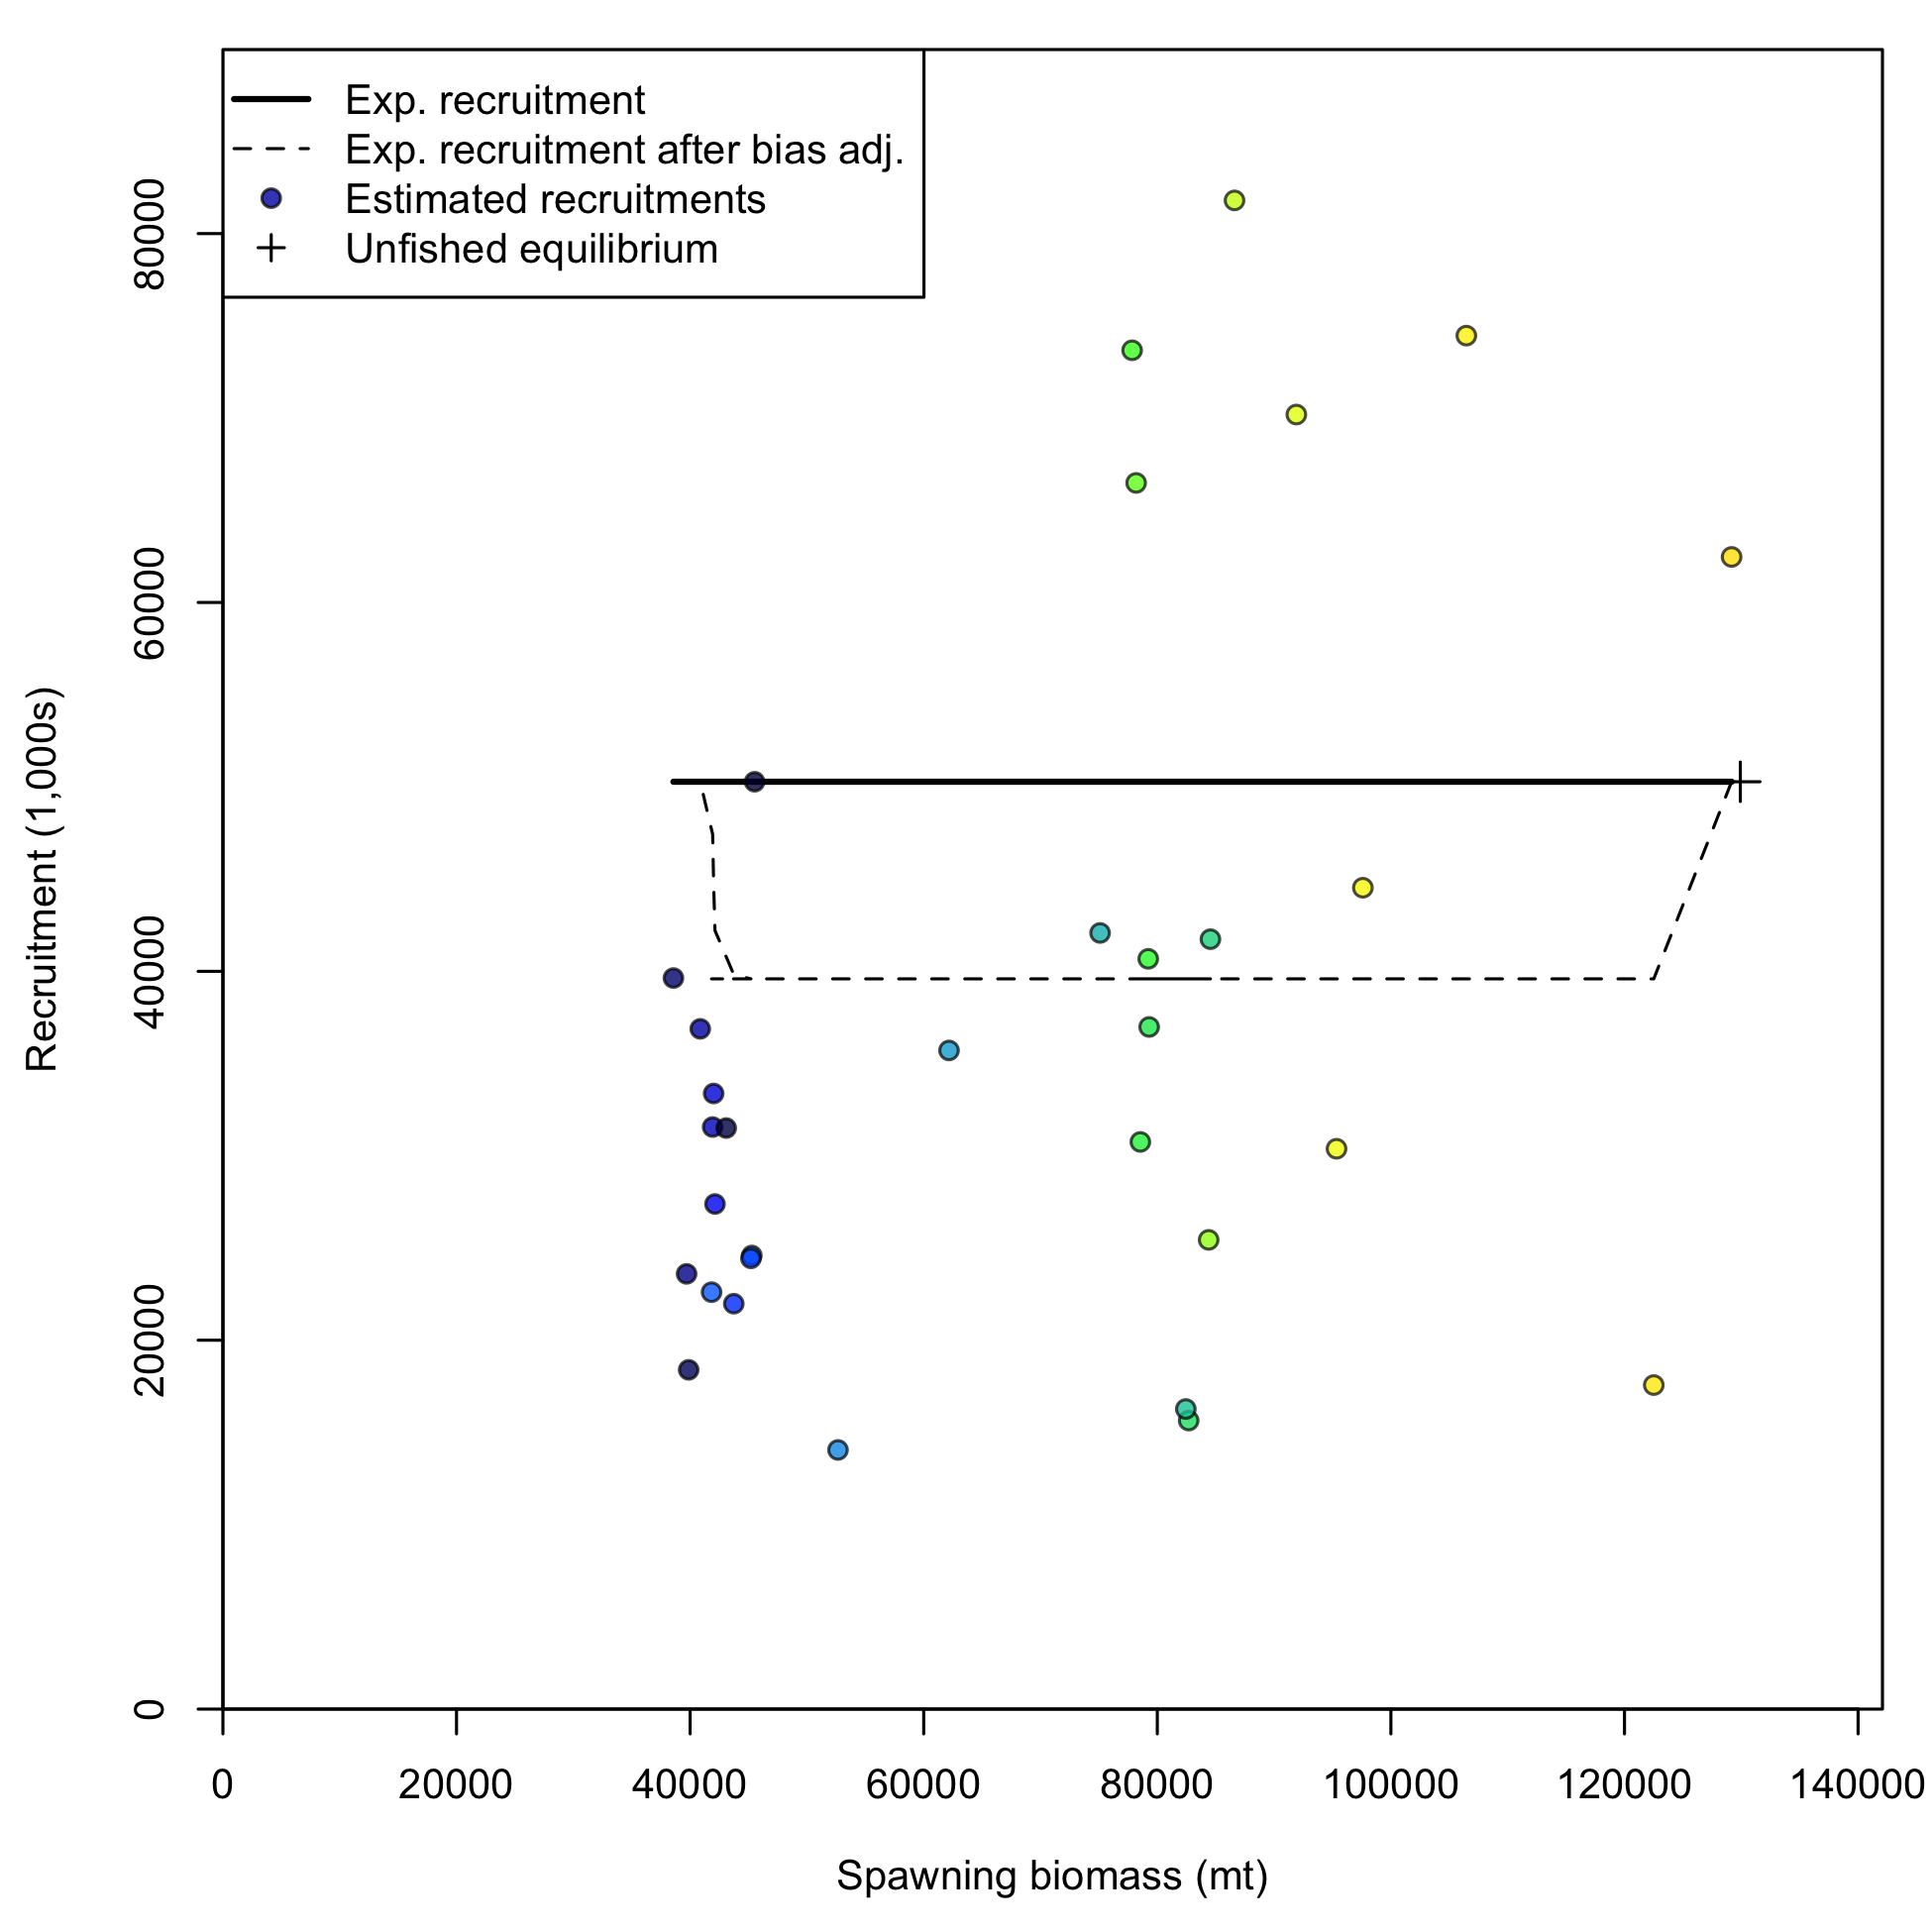 Exp. recruitment
Exp. recruitment after bias adj.
Estimated recruitments
Unfished equilibrium
Recruitment (1,000s)
80000
60000
40000
20000
0
0 20000 40000 60000 80000 100000 120000 140000
Spawning biomass (mt)